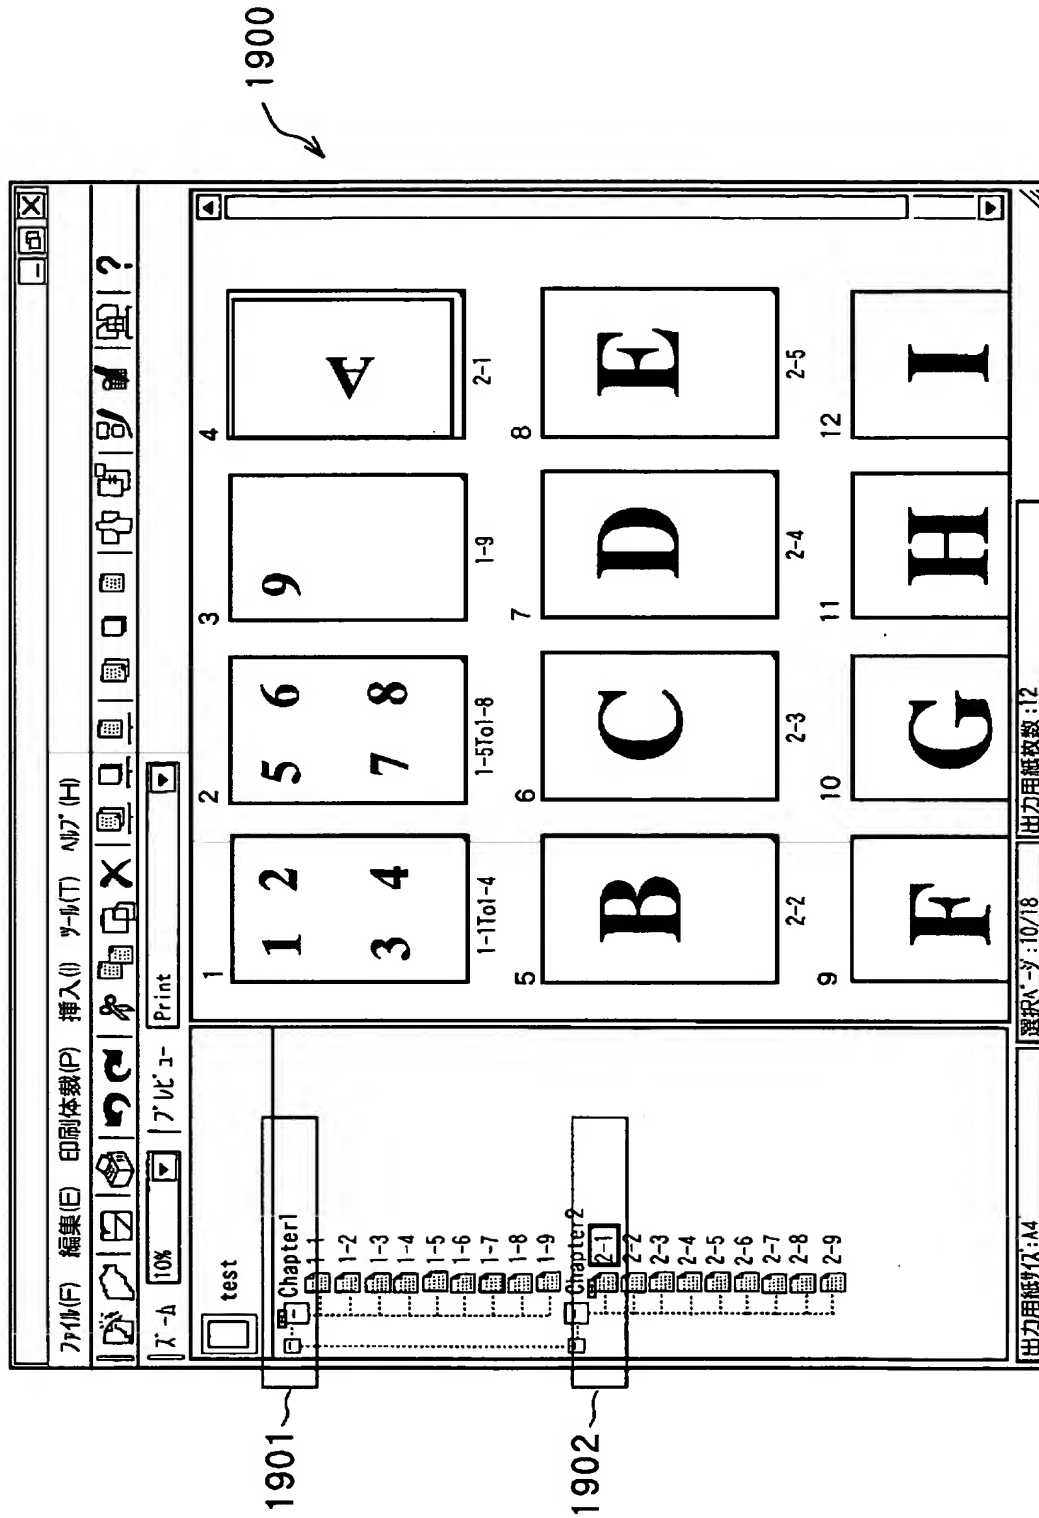 1900
ファイル(F) 編集(E) 印刷体裁(P) 挿入(I) ツール(T) ヘルプ(H)
?
ズーム 10% プレビュー Print
test
1901
Chapter1
1-1
1-2
1-3
1-4
1-5
1-6
1-7
1-8
1-9
1902
Chapter2
2-1
2-2
2-3
2-4
2-5
2-6
2-7
2-8
2-9
1 2 3 4
1 2 5 6 9 A
3 4 7 8
1-1To1-4 1-5To1-8 1-9 2-1
5 6 7 8
B C D E
2-2 2-3 2-4 2-5
9 10 11 12
F G H I
出力用紙サイズ:A4 選択ページ:10/18 出力用紙枚数:12